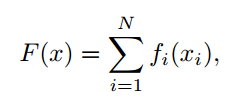 F(x) = \sum_{i=1}^{N} f_i(x_i),